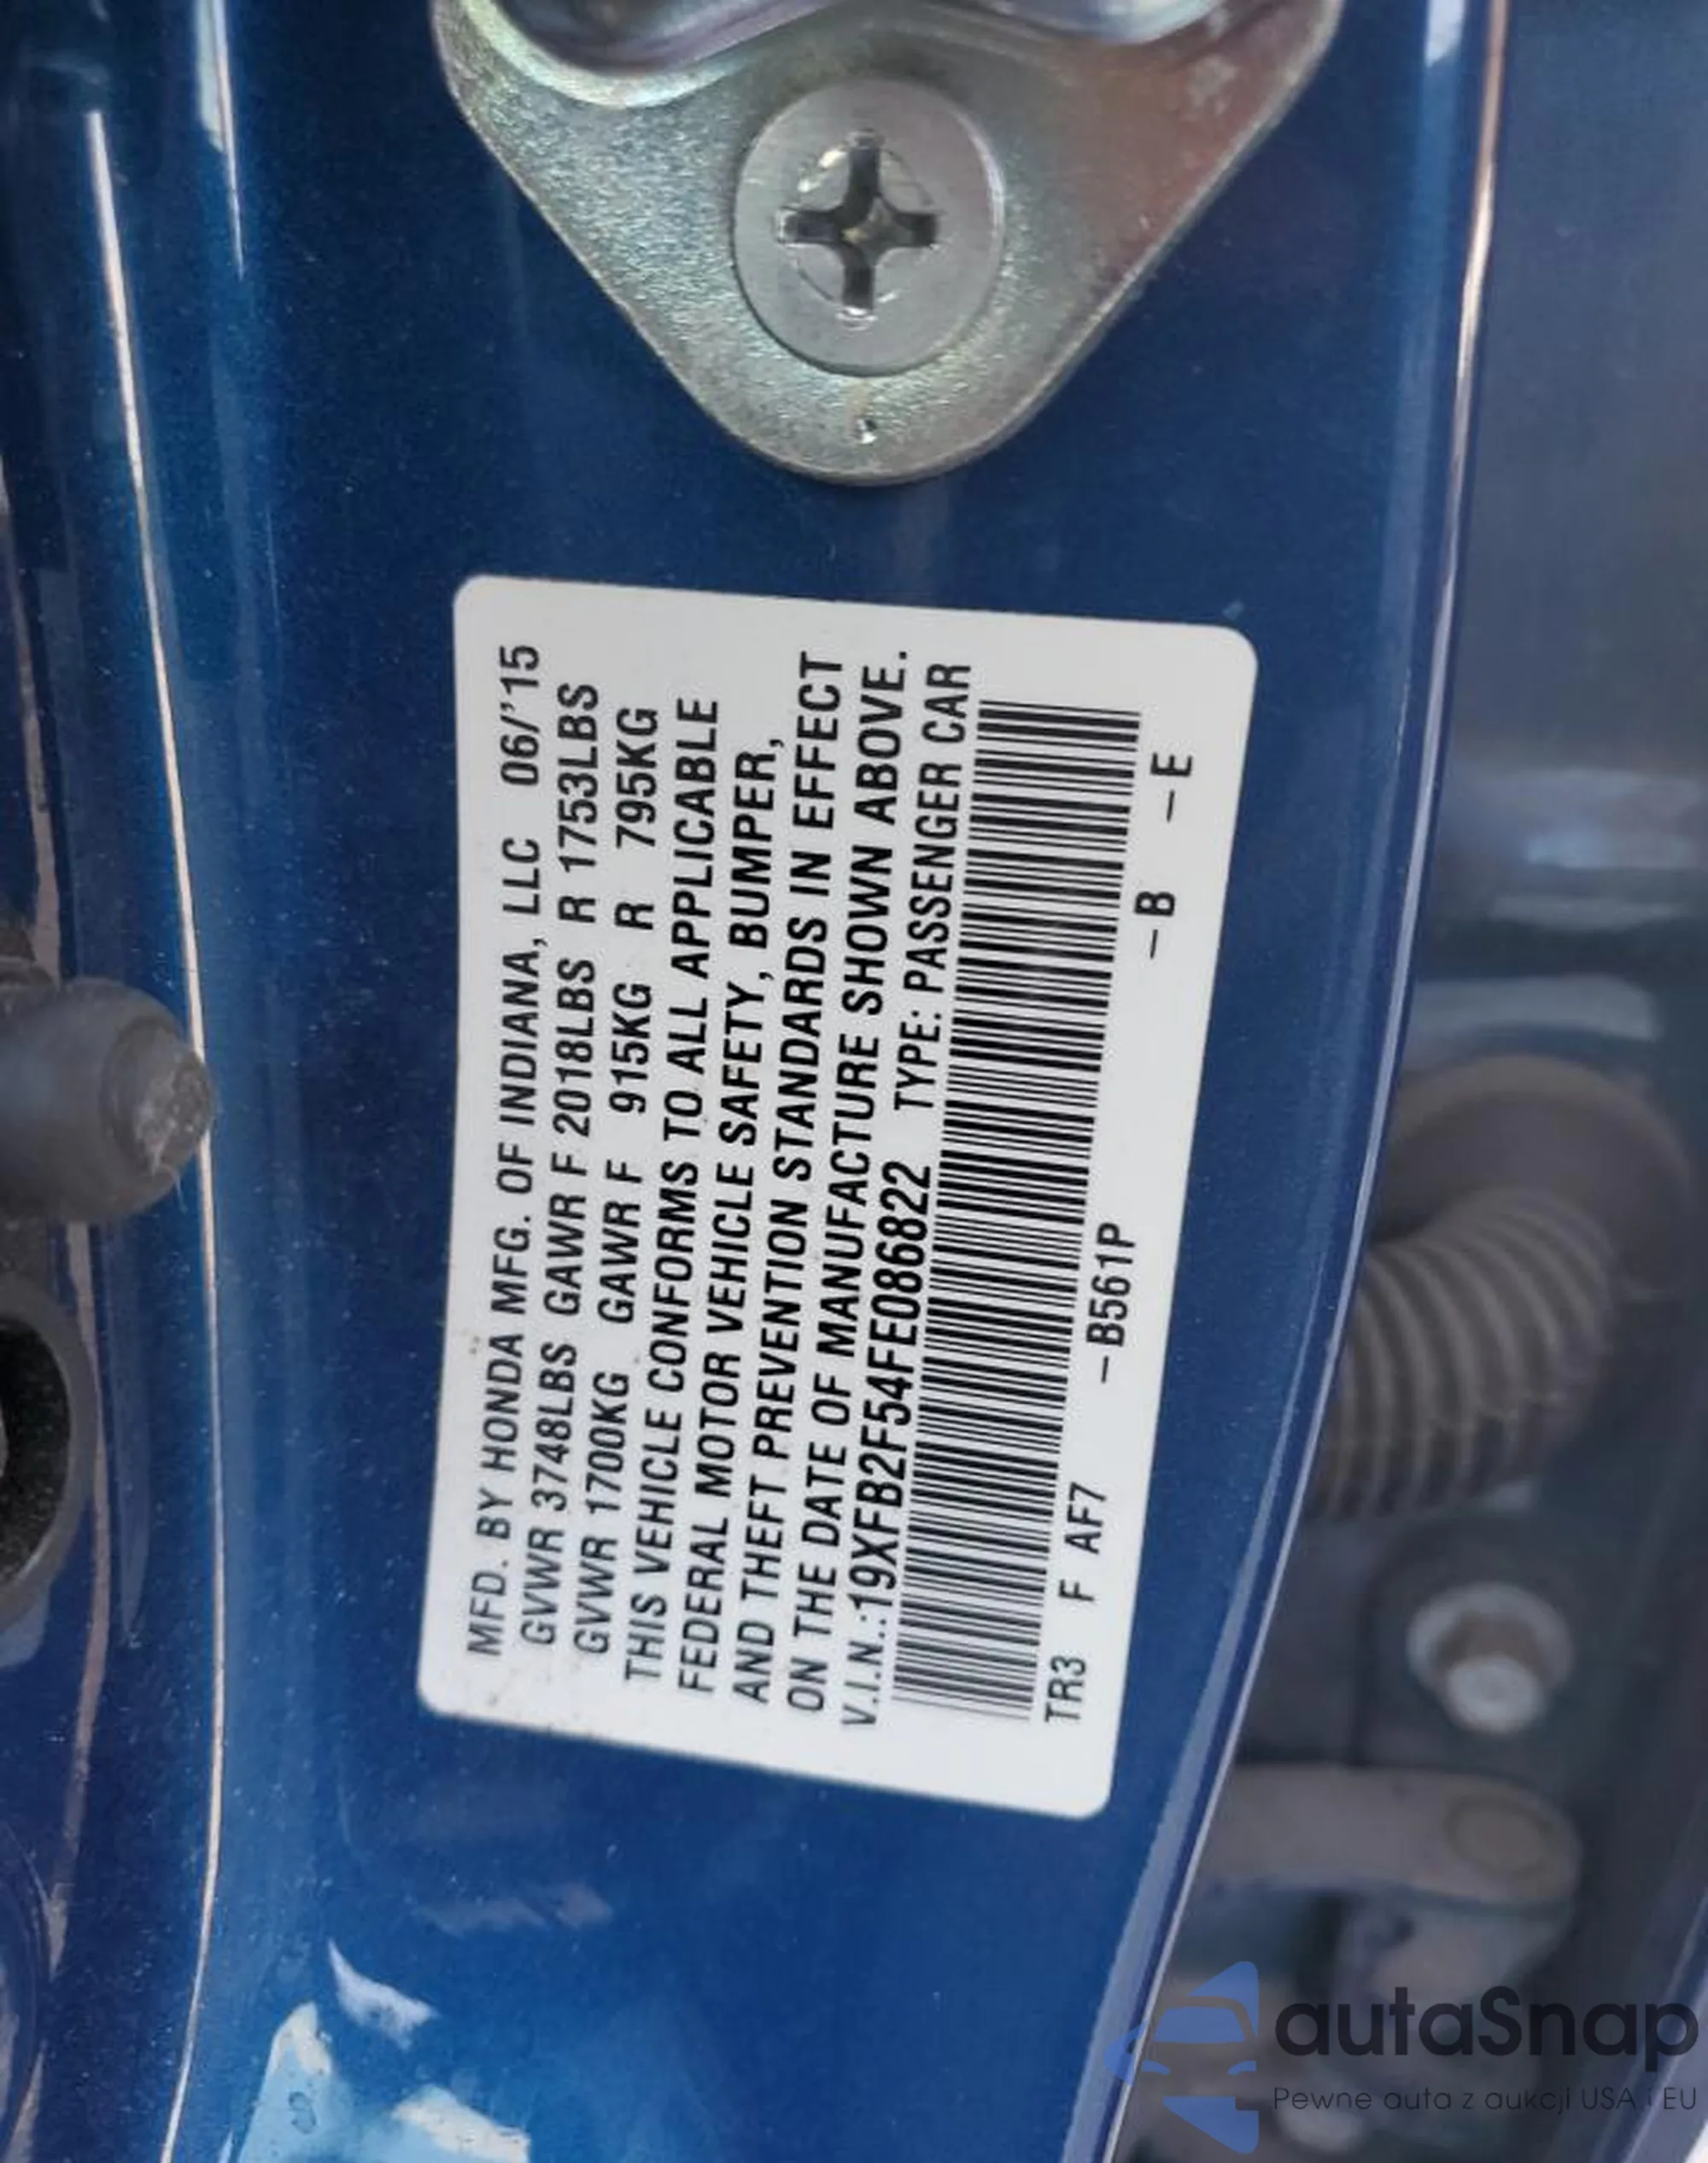 MFD. BY HONDA MFG. OF INDIANA, LLC 06/'15
GVWR 3748LBS GAWR F 2018LBS R 1753LBS
GVWR 1700KG GAWR F 915KG R 795KG
THIS VEHICLE CONFORMS TO ALL APPLICABLE
FEDERAL MOTOR VEHICLE SAFETY, BUMPER,
AND THEFT PREVENTION STANDARDS IN EFFECT
ON THE DATE OF MANUFACTURE SHOWN ABOVE.
V.I.N.:19XFB2F54FE086822 TYPE: PASSENGER CAR
TR3 F AF7 –B561P –B –E
autaSnap
Pewne auta z aukcji USA i EU